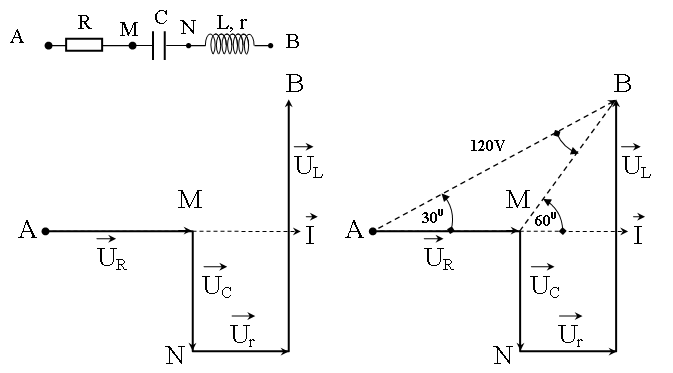 A R M C N L, r B
B
U_L
M
A I
U_R
U_C
U_r
N
B
120V
U_L
M
30⁰ 60⁰
A I
U_R
U_C
U_r
N